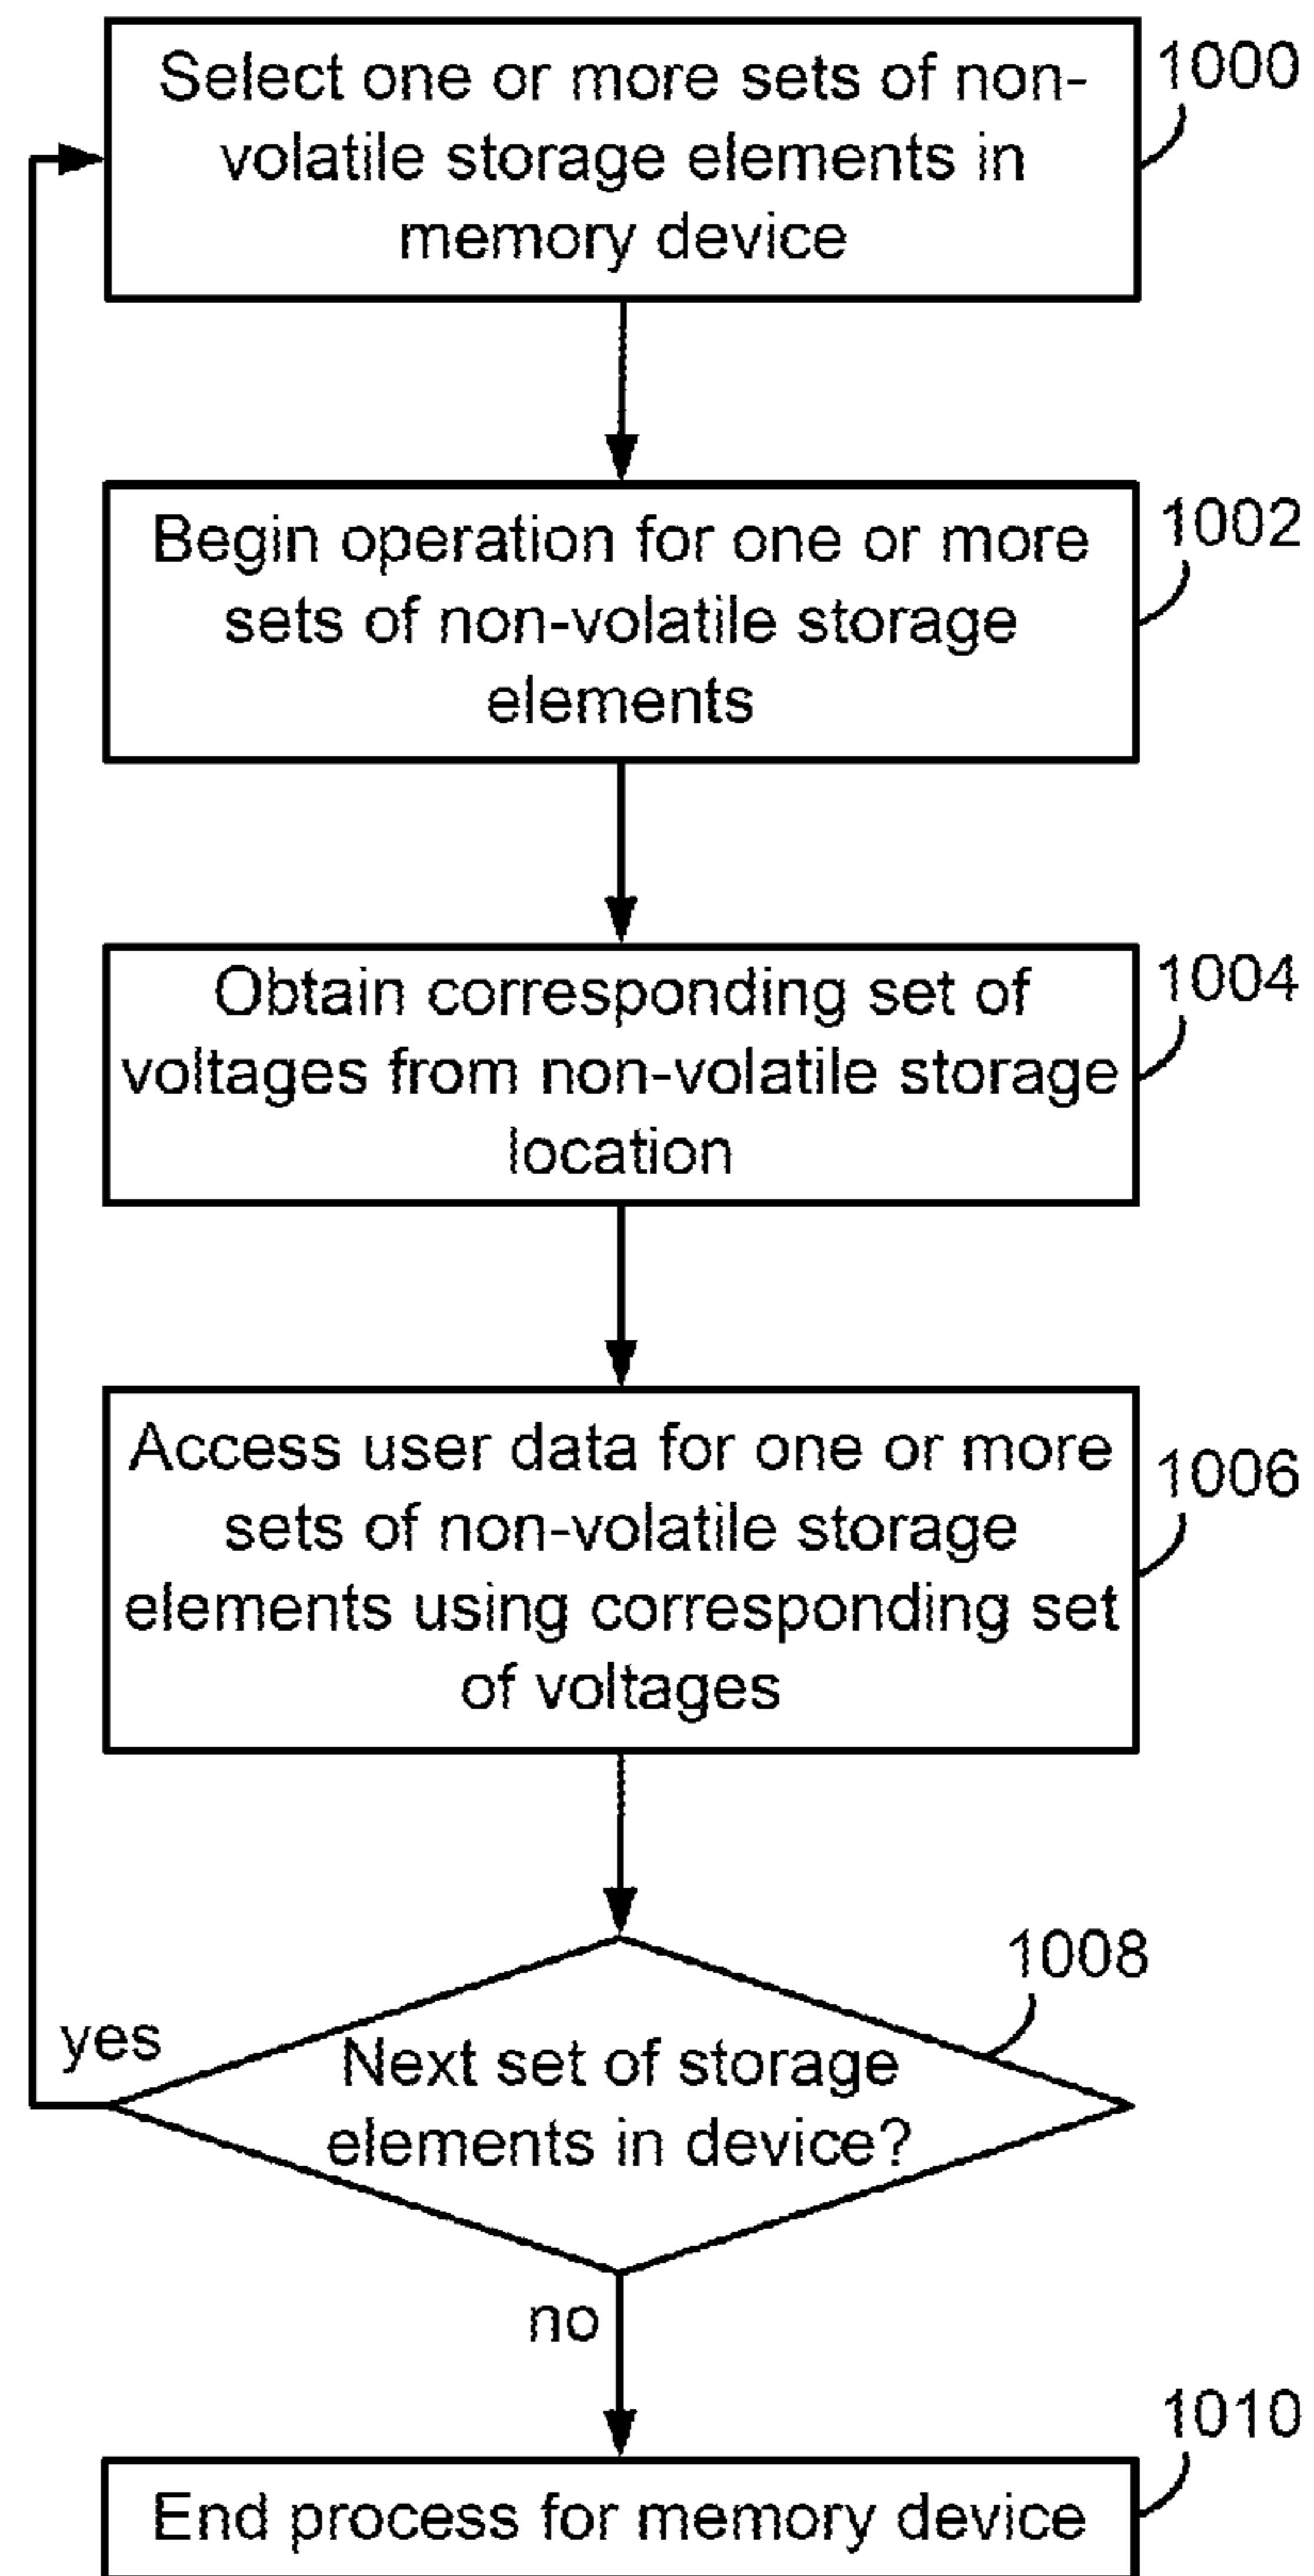 Select one or more sets of non-
volatile storage elements in
memory device
1000
Begin operation for one or more
sets of non-volatile storage
elements
1002
Obtain corresponding set of
voltages from non-volatile storage
location
1004
Access user data for one or more
sets of non-volatile storage
elements using corresponding set
of voltages
1006
1008
yes
Next set of storage
elements in device?
no
1010
End process for memory device